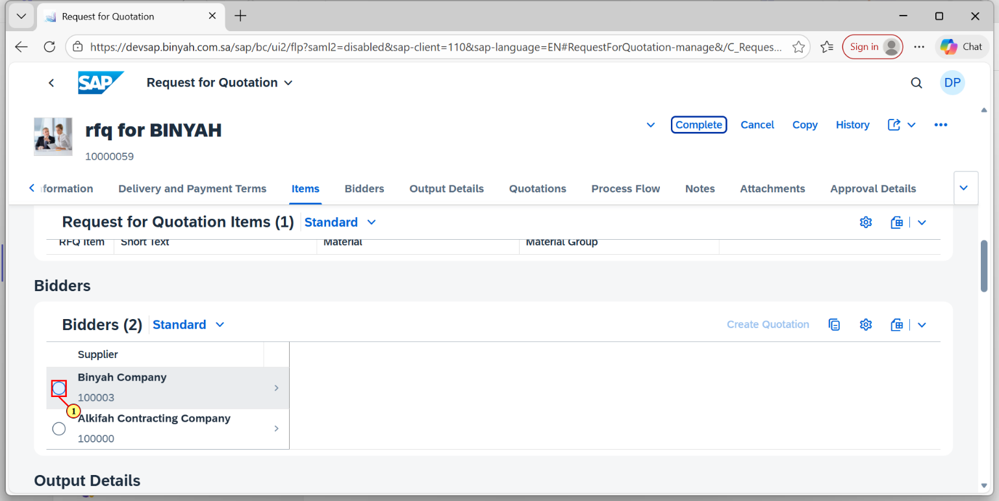 Request for Quotation
https://devsap.binyah.com.sa/sap/bc/ui2/flp?saml2=disabled&sap-client=110&sap-language=EN#RequestForQuotation-manage&/C_Reques...
Sign in
Chat
SAP
Request for Quotation
DP
rfq for BINYAH
10000059
Complete
Cancel
Copy
History
formation
Delivery and Payment Terms
Items
Bidders
Output Details
Quotations
Process Flow
Notes
Attachments
Approval Details
Request for Quotation Items (1)
Standard
RFQ Item
Short Text
Material
Material Group
Bidders
Bidders (2)
Standard
Create Quotation
Supplier
Binyah Company
100003
1
Alkifah Contracting Company
100000
Output Details